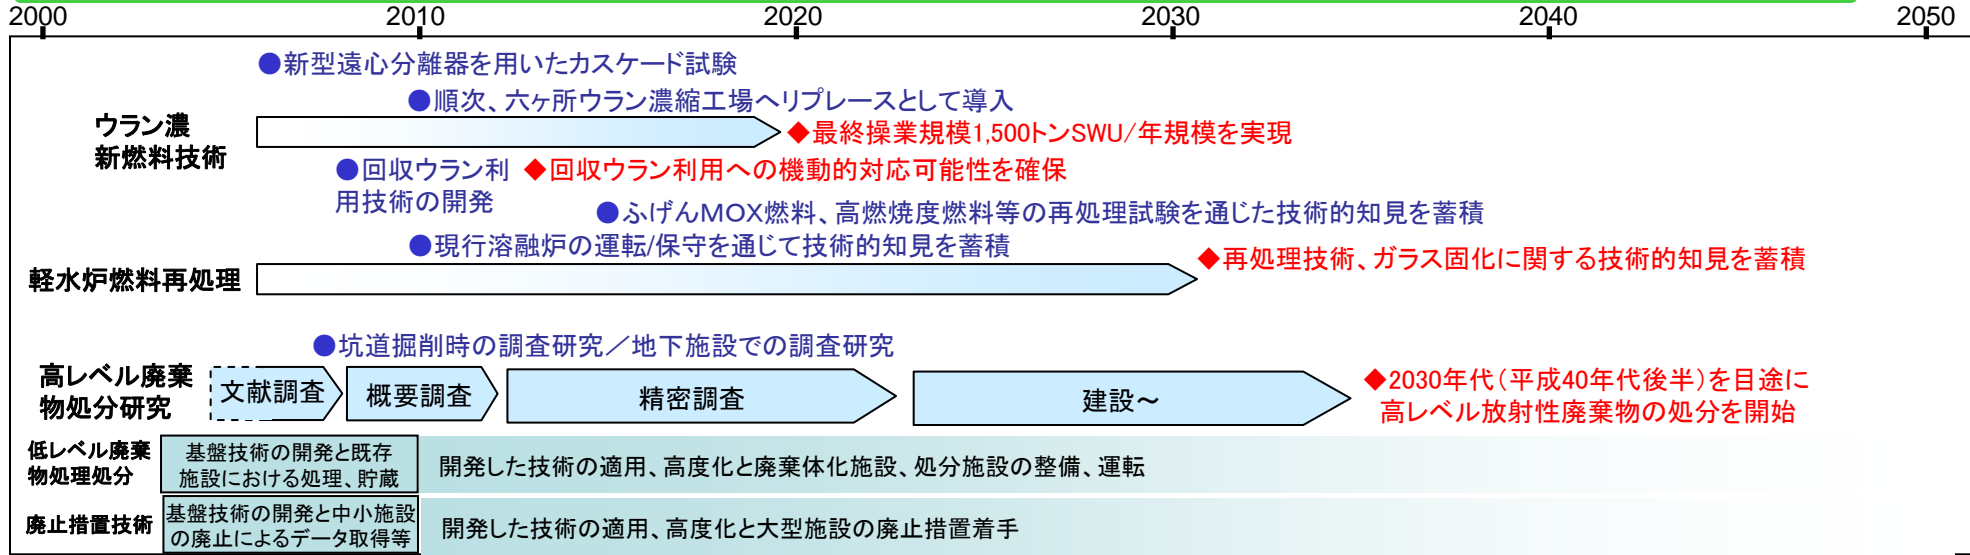 2000 2010 2020 2030 2040 2050
●新型遠心分離器を用いたカスケード試験
●順次、六ヶ所ウラン濃縮工場へリプレースとして導入
ウラン濃
新燃料技術
◆最終操業規模1,500トンSWU/年規模を実現
●回収ウラン利
用技術の開発
◆回収ウラン利用への機動的対応可能性を確保
●ふげんMOX燃料、高燃焼度燃料等の再処理試験を通じた技術的知見を蓄積
●現行溶融炉の運転/保守を通じて技術的知見を蓄積
軽水炉燃料再処理
◆再処理技術、ガラス固化に関する技術的知見を蓄積
●坑道掘削時の調査研究／地下施設での調査研究
高レベル廃棄
物処分研究
文献調査
概要調査
精密調査
建設～
◆2030年代（平成40年代後半）を目途に
高レベル放射性廃棄物の処分を開始
低レベル廃棄
物処理処分
基盤技術の開発と既存
施設における処理、貯蔵
開発した技術の適用、高度化と廃棄体化施設、処分施設の整備、運転
廃止措置技術
基盤技術の開発と中小施設
の廃止によるデータ取得等
開発した技術の適用、高度化と大型施設の廃止措置着手